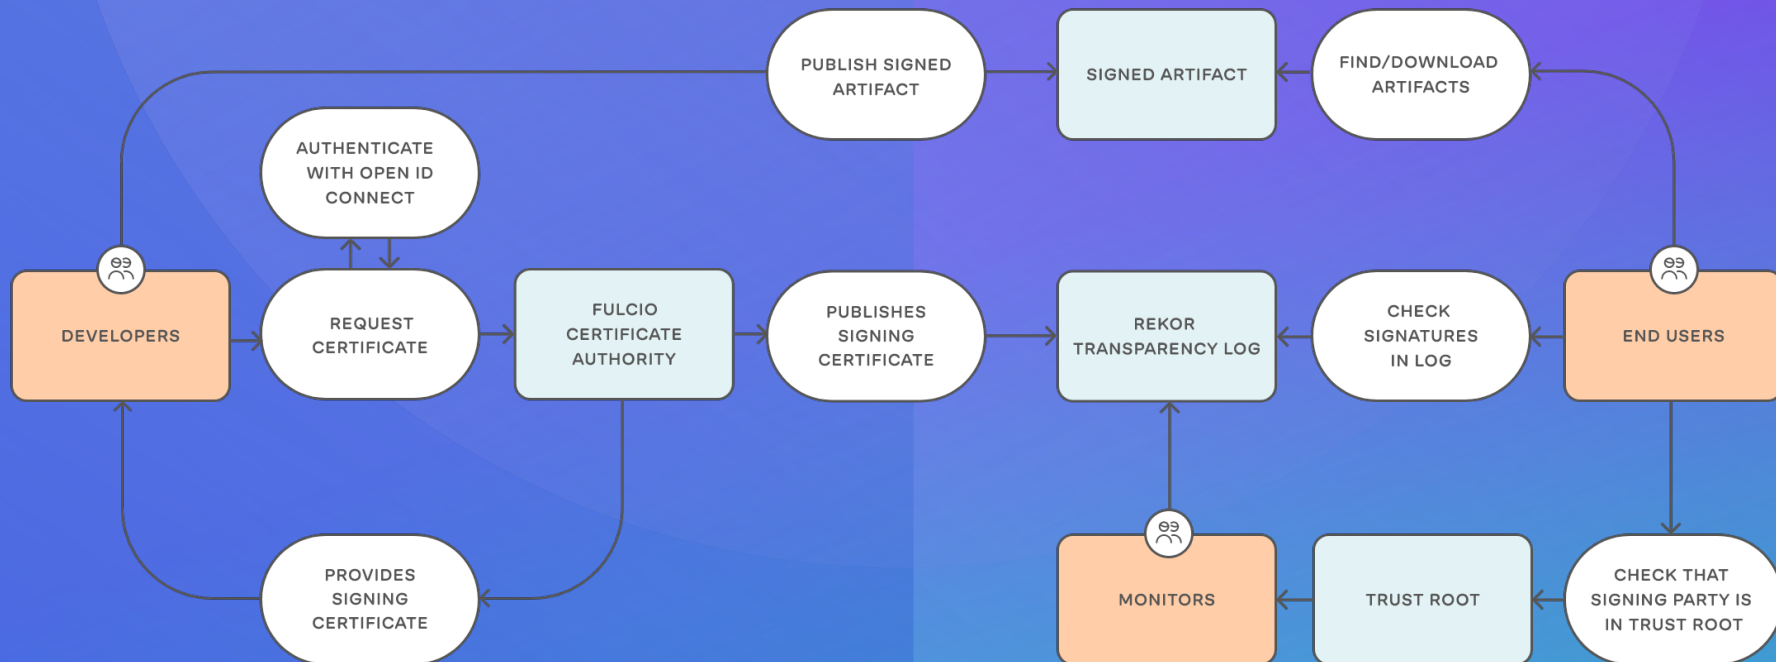 PUBLISH SIGNED
ARTIFACT
SIGNED ARTIFACT
FIND/DOWNLOAD
ARTIFACTS
AUTHENTICATE
WITH OPEN ID
CONNECT
DEVELOPERS
REQUEST
CERTIFICATE
FULCIO
CERTIFICATE
AUTHORITY
PUBLISHES
SIGNING
CERTIFICATE
REKOR
TRANSPARENCY LOG
CHECK
SIGNATURES
IN LOG
END USERS
PROVIDES
SIGNING
CERTIFICATE
MONITORS
TRUST ROOT
CHECK THAT
SIGNING PARTY IS
IN TRUST ROOT